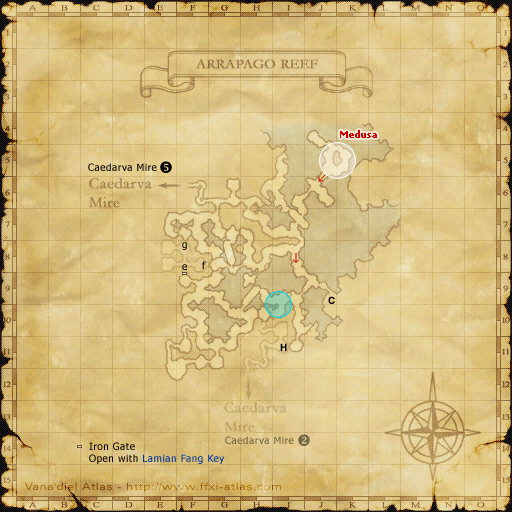 A B C D E F G H I J K L M N O
ARRAPAGO REEF
Medusa
Caedarva Mire 5
Caedarva
Mire
g
e f
C
H
Caedarva
Mire
Caedarva Mire 2
Iron Gate
Open with Lamian Fang Key
Vana'diel Atlas - http://www.ffxi-atlas.com
1
2
3
4
5
6
7
8
9
10
11
12
13
14
15